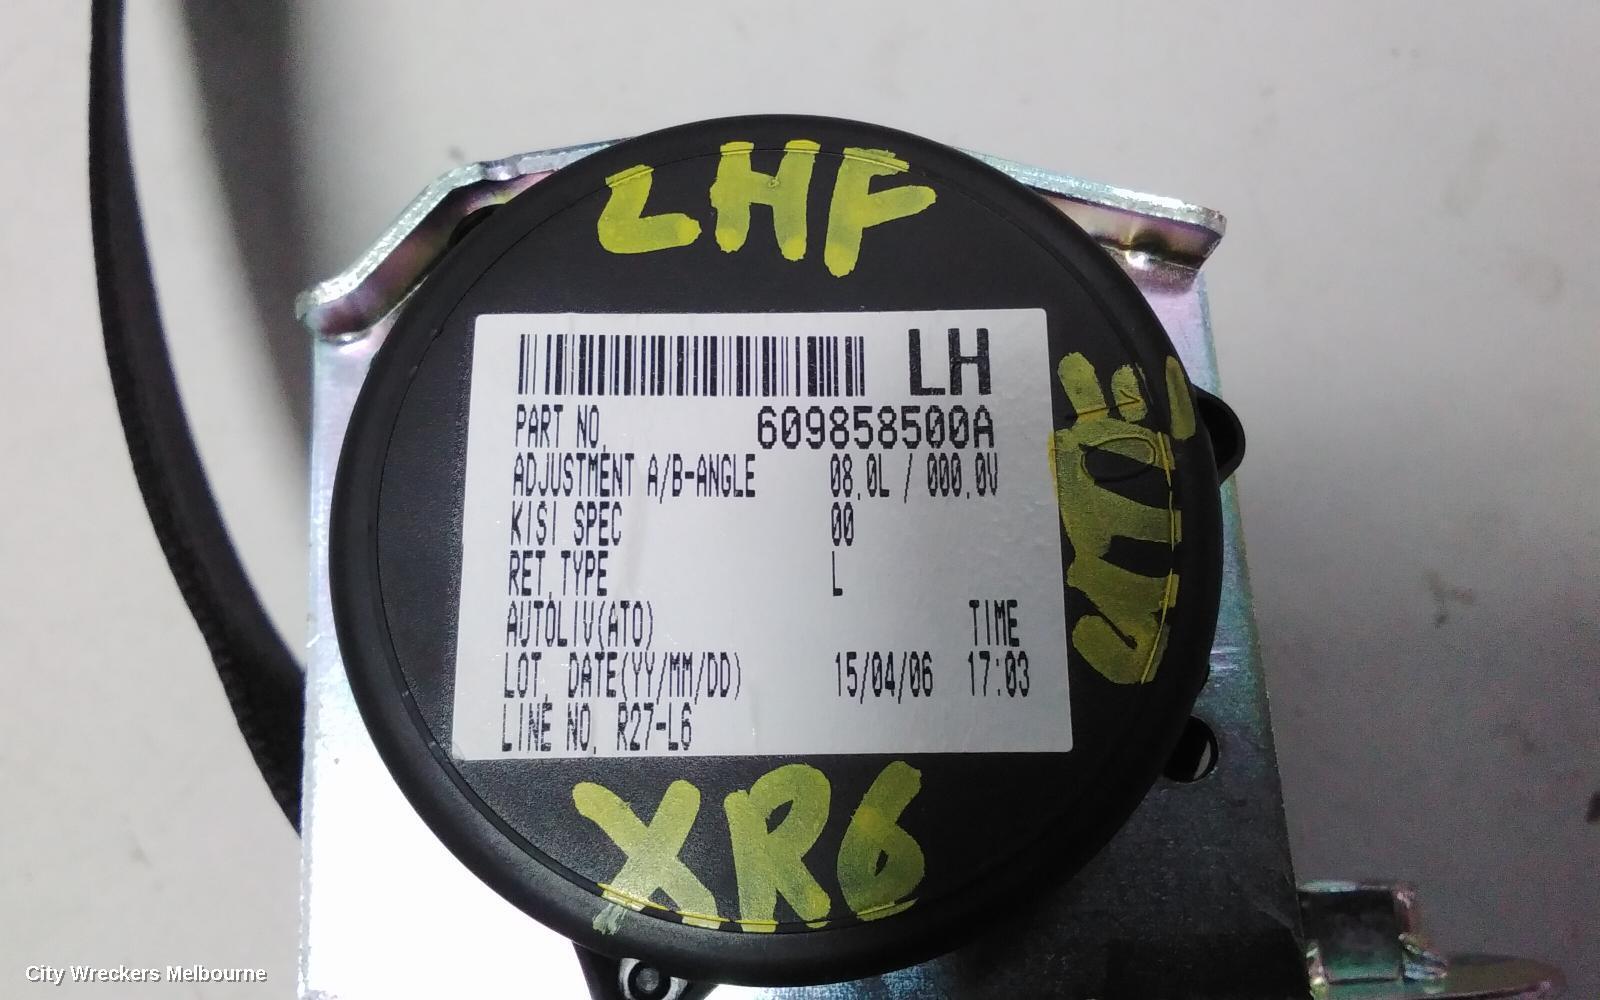 LHF
LH
PART NO. 609858500A
ADJUSTMENT A/B-ANGLE 08.0L / 000.0V
KISI SPEC 00
RET.TYPE L
AUTOLIV(ATO) TIME
LOT. DATE(YY/MM/DD) 15/04/06 17:03
LINE NO. R27-L6
XR6
City Wreckers Melbourne